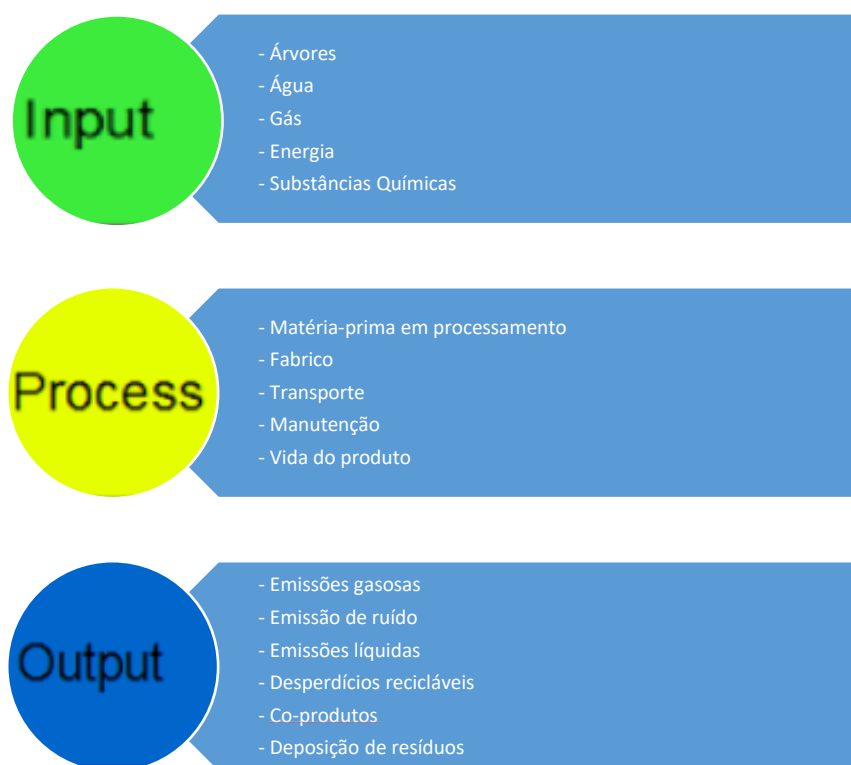 Input
- Árvores
- Água
- Gás
- Energia
- Substâncias Químicas
Process
- Matéria-prima em processamento
- Fabrico
- Transporte
- Manutenção
- Vida do produto
Output
- Emissões gasosas
- Emissão de ruído
- Emissões líquidas
- Desperdícios recicláveis
- Co-produtos
- Deposição de resíduos